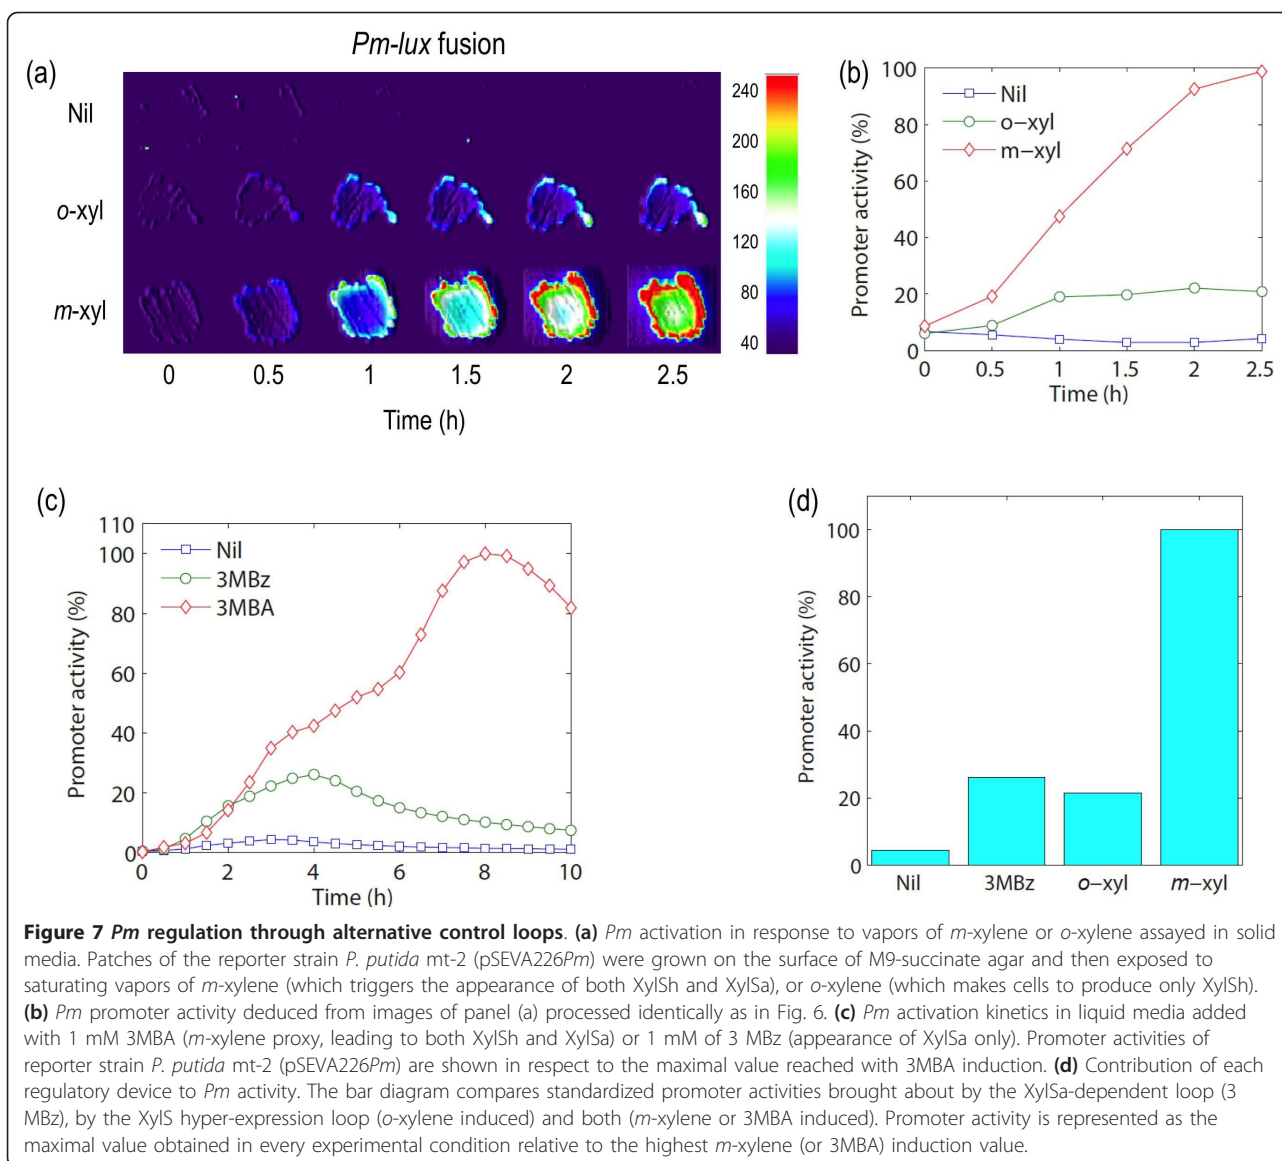 Pm-lux fusion
(a)
Nil
o-xyl
m-xyl
240
200
160
120
80
40
0 0.5 1 1.5 2 2.5
Time (h)
(b)
100
80
60
40
20
0
Promoter activity (%)
Nil
o-xyl
m-xyl
0 0.5 1 1.5 2 2.5
Time (h)
(c)
110
100
80
60
40
20
0
Promoter activity (%)
Nil
3MBz
3MBA
0 2 4 6 8 10
Time (h)
(d)
100
80
60
40
20
0
Promoter activity (%)
Nil 3MBz o-xyl m-xyl
Figure 7 Pm regulation through alternative control loops. (a) Pm activation in response to vapors of m-xylene or o-xylene assayed in solid
media. Patches of the reporter strain P. putida mt-2 (pSEVA226Pm) were grown on the surface of M9-succinate agar and then exposed to
saturating vapors of m-xylene (which triggers the appearance of both XylSh and XylSa), or o-xylene (which makes cells to produce only XylSh).
(b) Pm promoter activity deduced from images of panel (a) processed identically as in Fig. 6. (c) Pm activation kinetics in liquid media added
with 1 mM 3MBA (m-xylene proxy, leading to both XylSh and XylSa) or 1 mM of 3 MBz (appearance of XylSa only). Promoter activities of
reporter strain P. putida mt-2 (pSEVA226Pm) are shown in respect to the maximal value reached with 3MBA induction. (d) Contribution of each
regulatory device to Pm activity. The bar diagram compares standardized promoter activities brought about by the XylSa-dependent loop (3
MBz), by the XylS hyper-expression loop (o-xylene induced) and both (m-xylene or 3MBA induced). Promoter activity is represented as the
maximal value obtained in every experimental condition relative to the highest m-xylene (or 3MBA) induction value.